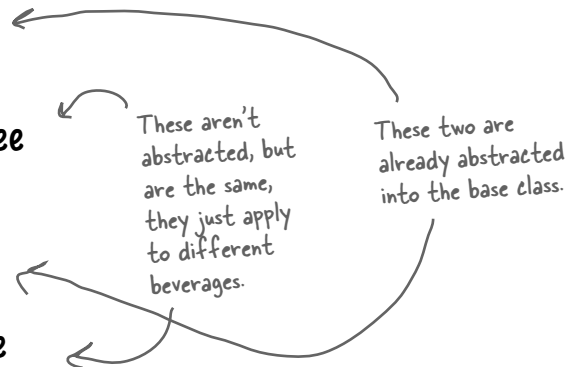 ee
These aren't
abstracted, but
are the same,
they just apply
to different
beverages.
These two are
already abstracted
into the base class.
e